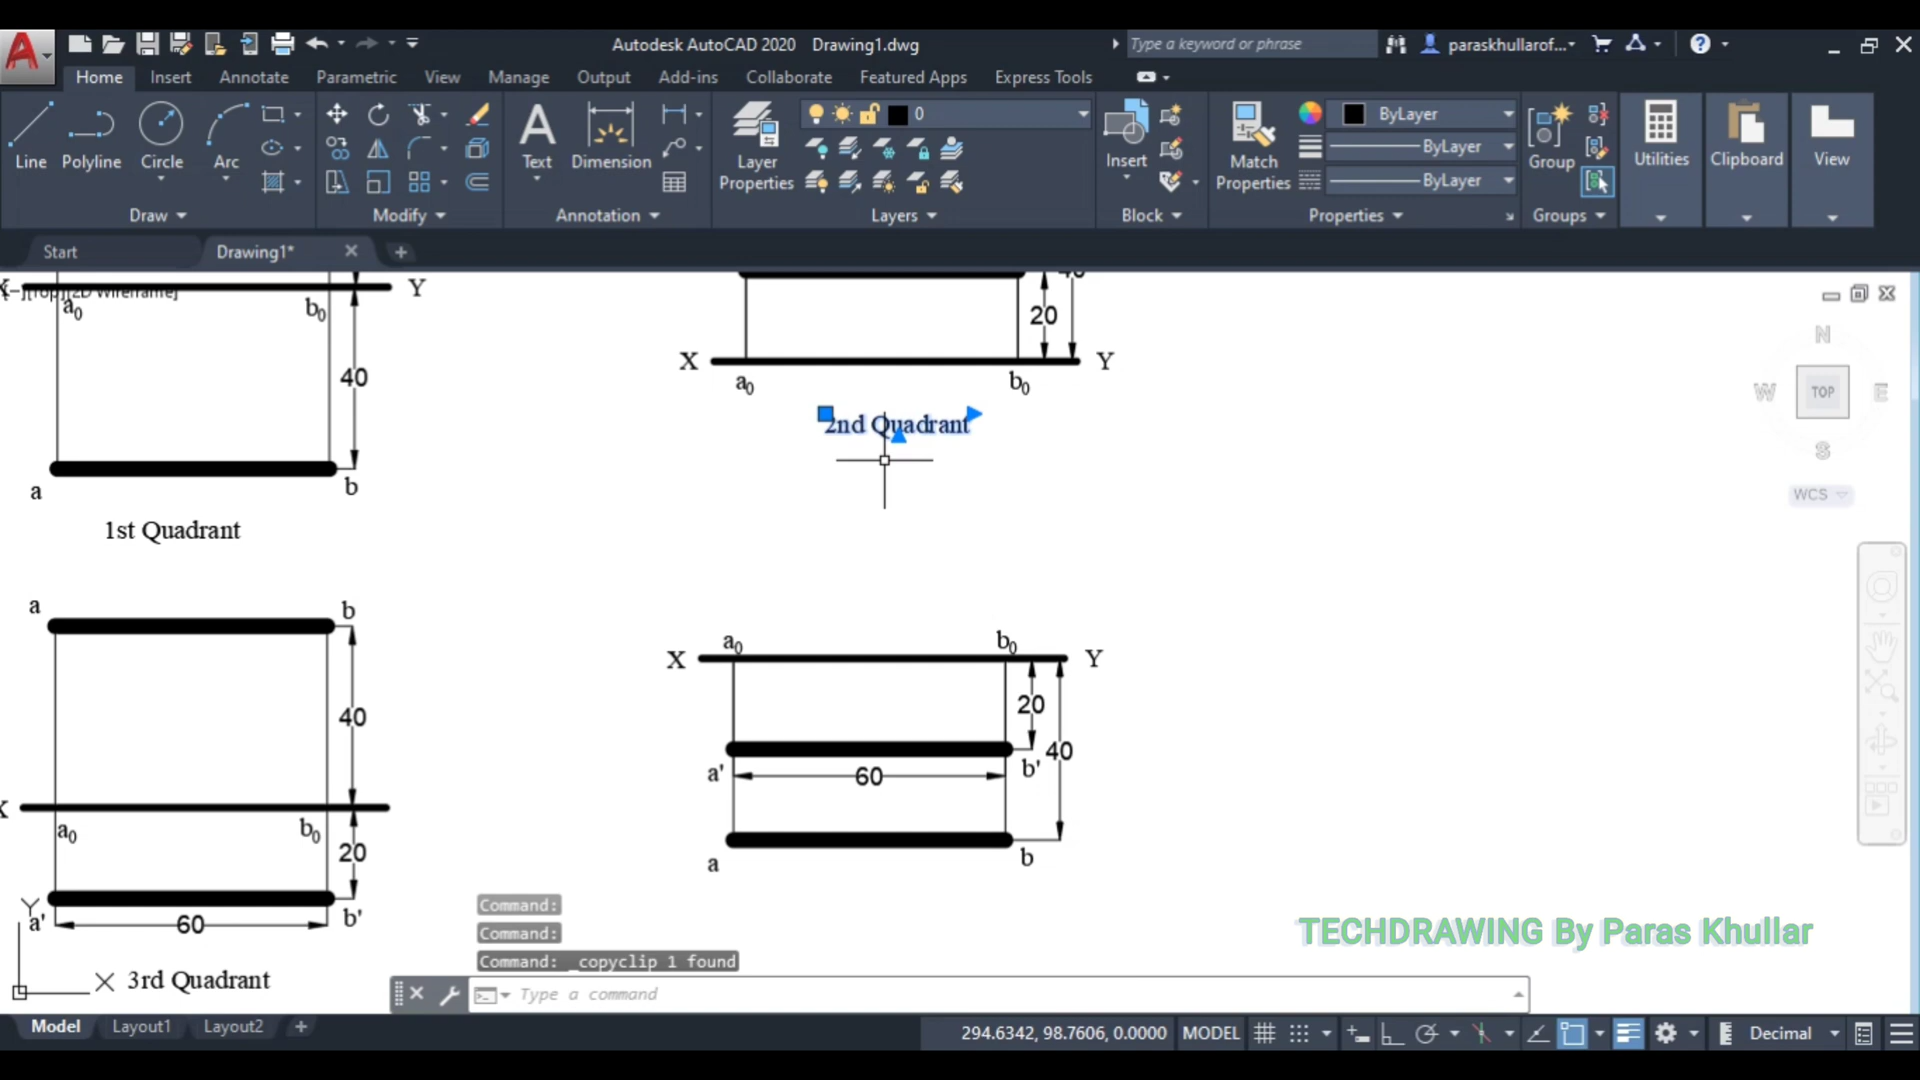 Autodesk AutoCAD 2020 Drawing1.dwg
Type a keyword or phrase
paraskhullarof...
Home Insert Annotate Parametric View Manage Output Add-ins Collaborate Featured Apps Express Tools
Line Polyline Circle Arc
Text Dimension
Layer Properties
0
Insert
Match Properties
ByLayer
ByLayer
ByLayer
Group
Utilities Clipboard View
Draw Modify Annotation Layers Block Properties Groups
Start Drawing1*
[−][Top][2D Wireframe]
X Y
a0 b0
40
a b
1st Quadrant
40
20
X Y
a0 b0
2nd Quadrant
a b
40
X
a0 b0
20
a' b'
60
3rd Quadrant
Y
X
X a0 b0 Y
20
40
a' b'
60
a b
N
W TOP E
S
WCS
Command:
Command:
Command: _copyclip 1 found
Type a command
TECHDRAWING By Paras Khullar
Model Layout1 Layout2
294.6342, 98.7606, 0.0000 MODEL
Decimal